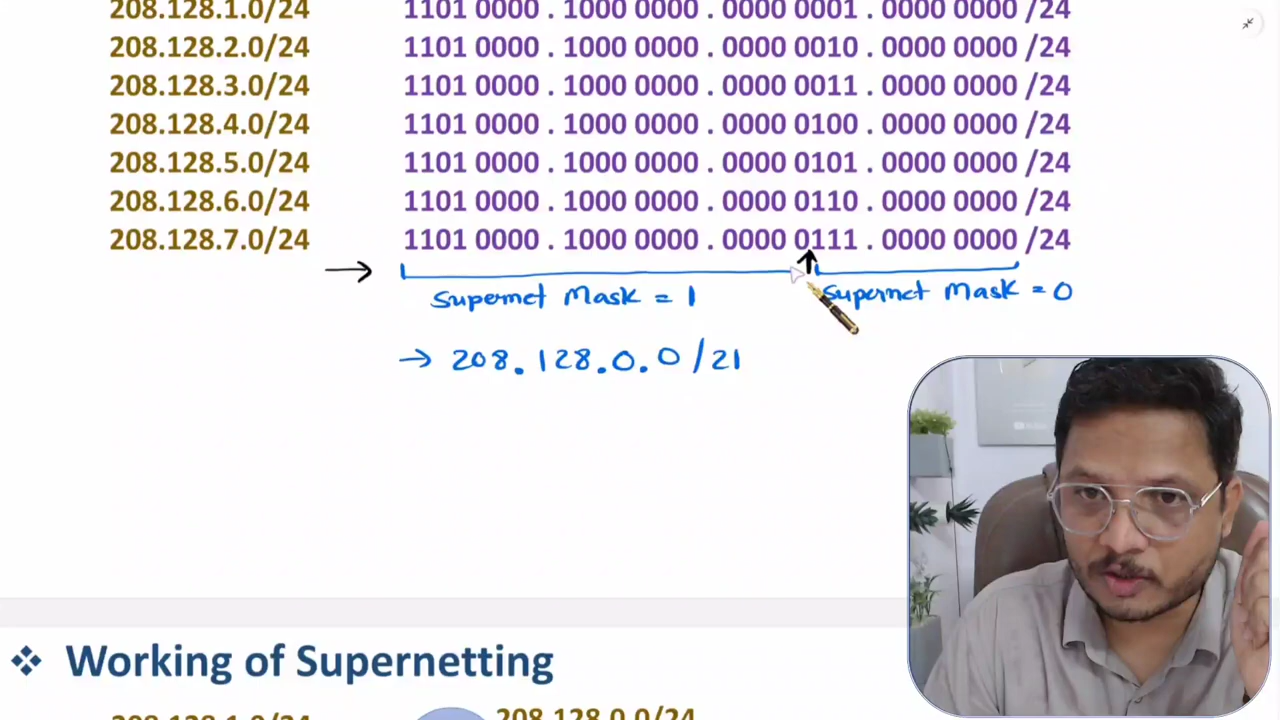 208.128.1.0/24 1101 0000 . 1000 0000 . 0000 0001 . 0000 0000 /24
208.128.2.0/24 1101 0000 . 1000 0000 . 0000 0010 . 0000 0000 /24
208.128.3.0/24 1101 0000 . 1000 0000 . 0000 0011 . 0000 0000 /24
208.128.4.0/24 1101 0000 . 1000 0000 . 0000 0100 . 0000 0000 /24
208.128.5.0/24 1101 0000 . 1000 0000 . 0000 0101 . 0000 0000 /24
208.128.6.0/24 1101 0000 . 1000 0000 . 0000 0110 . 0000 0000 /24
208.128.7.0/24 1101 0000 . 1000 0000 . 0000 0111 . 0000 0000 /24
Supernet Mask = 1 Supernet Mask = 0
→ 208.128.0.0/21
❖ Working of Supernetting
208.128.1.0/24 208.128.0.0/24